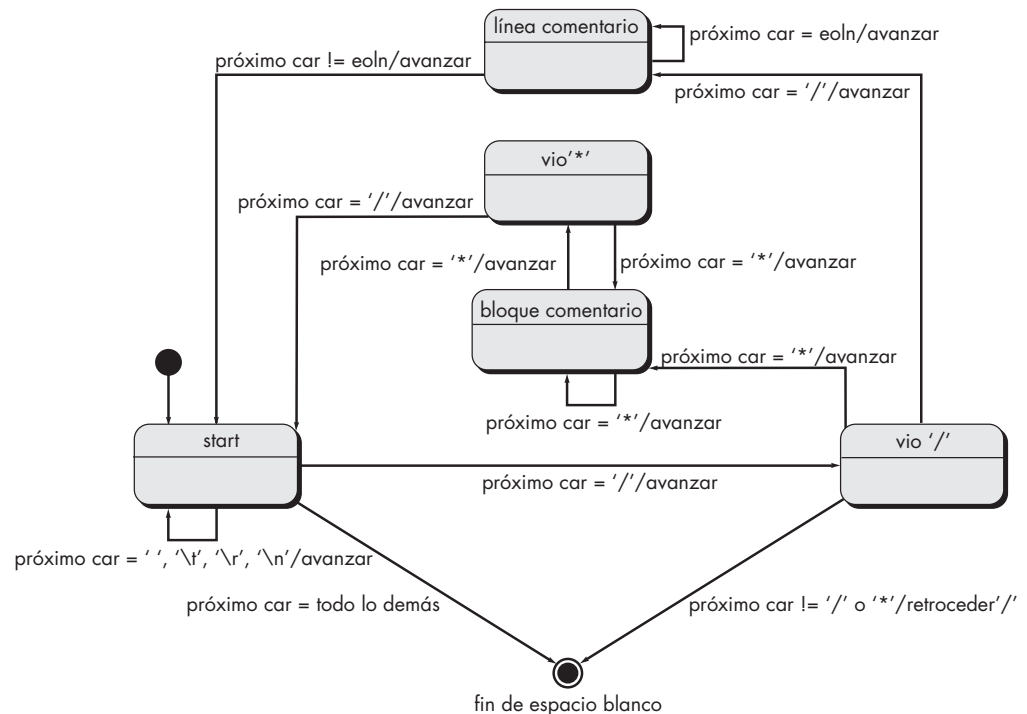 línea comentario
próximo car = eoln/avanzar
próximo car != eoln/avanzar
próximo car = ‘/’/avanzar
vio’*’
próximo car = ‘/’/avanzar
próximo car = ‘*’/avanzar
próximo car = ‘*’/avanzar
bloque comentario
próximo car = ‘*’/avanzar
próximo car = ‘*’/avanzar
start
vio ‘/’
próximo car = ‘/’/avanzar
próximo car = ‘ ‘, ‘\t’, ‘\r’, ‘\n’/avanzar
próximo car = todo lo demás
próximo car != ‘/’ o ‘*’/retroceder’/’
fin de espacio blanco